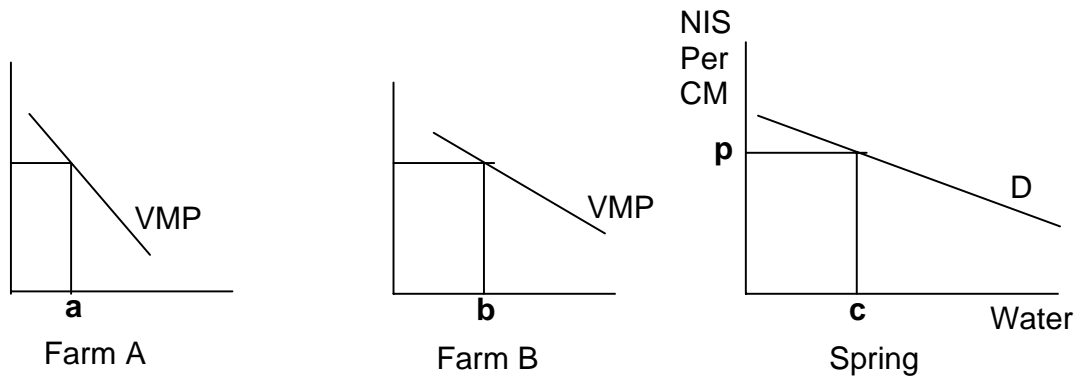 VMP
a
Farm A
VMP
b
Farm B
NIS
Per
CM
p
D
c
Water
Spring